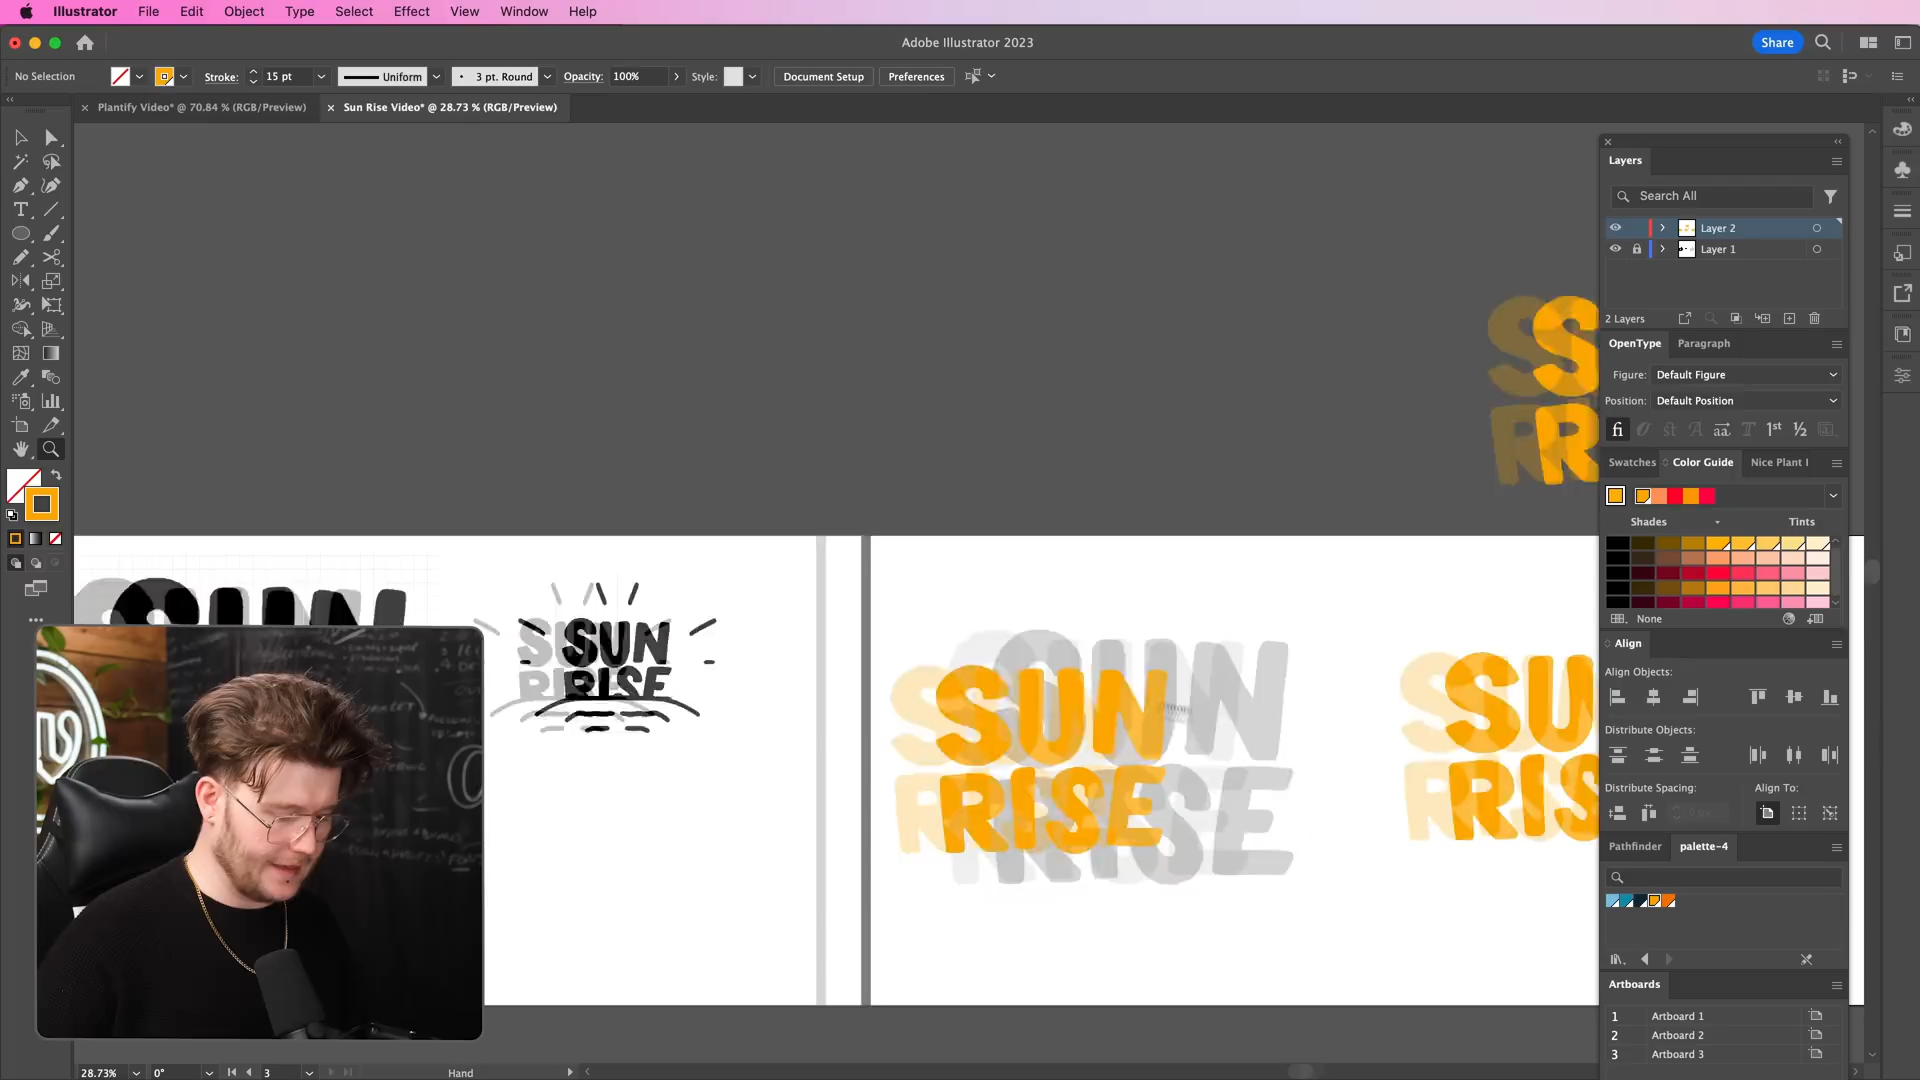 Illustrator File Edit Object Type Select Effect View Window Help
Adobe Illustrator 2023
Share
No Selection
Stroke: 15 pt
Uniform
3 pt. Round
Opacity: 100%
Style:
Document Setup
Preferences
Plantify Video* @ 70.84 % (RGB/Preview)
Sun Rise Video* @ 28.73 % (RGB/Preview)
Layers
Search All
Layer 2
Layer 1
2 Layers
OpenType Paragraph
Figure: Default Figure
Position: Default Position
Swatches Color Guide Nice Plant I
Shades Tints
None
Align
Align Objects:
Distribute Objects:
Distribute Spacing: Align To:
0 px
Pathfinder palette-4
Artboards
1 Artboard 1
2 Artboard 2
3 Artboard 3
S
R
SUN
SUN
RISE
SUN
RISE
SU
RIS
28.73% 0° 3 Hand